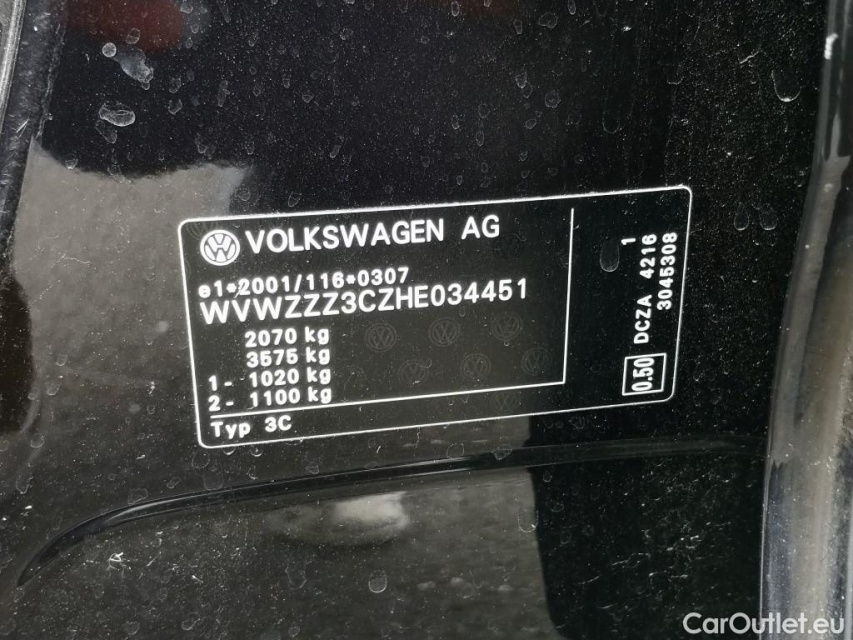 VOLKSWAGEN AG
e1*2001/116*0307
WVWZZZ3CZHE034451
2070 kg
3575 kg
1- 1020 kg
2- 1100 kg
Typ 3C
1
DCZA 4216
3045308
0.50
CarOutlet.eu